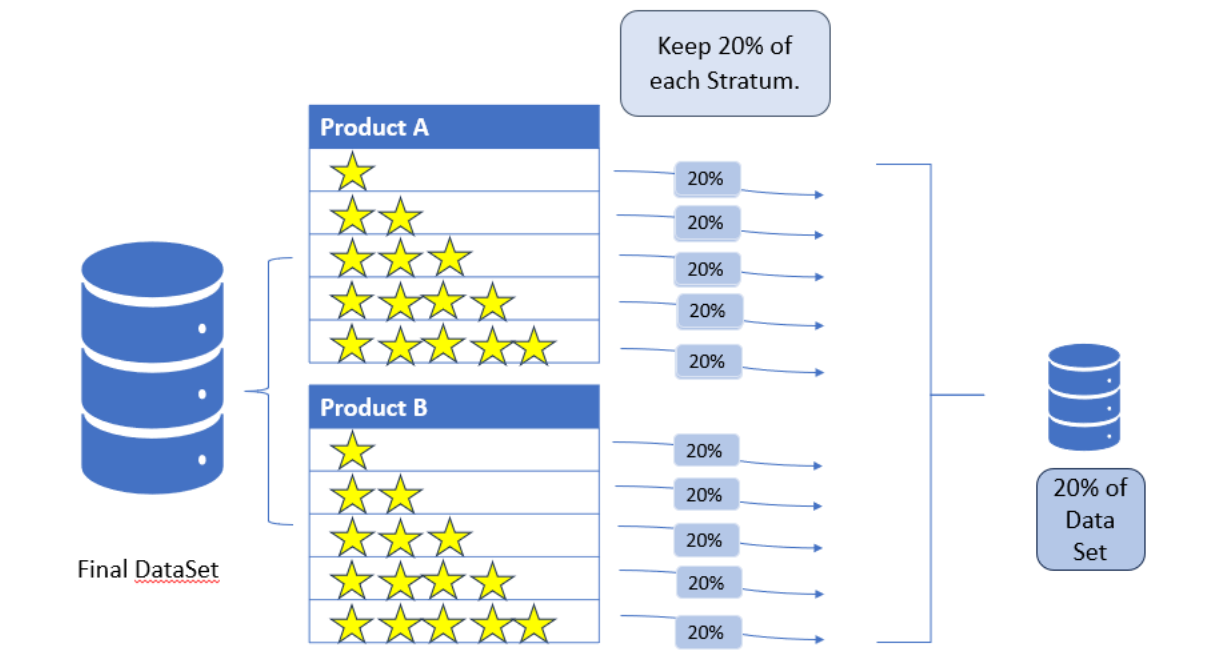 Keep 20% of
each Stratum.
Product A
20%
20%
20%
20%
20%
Product B
20%
20%
20%
20%
20%
Final DataSet
20% of
Data
Set